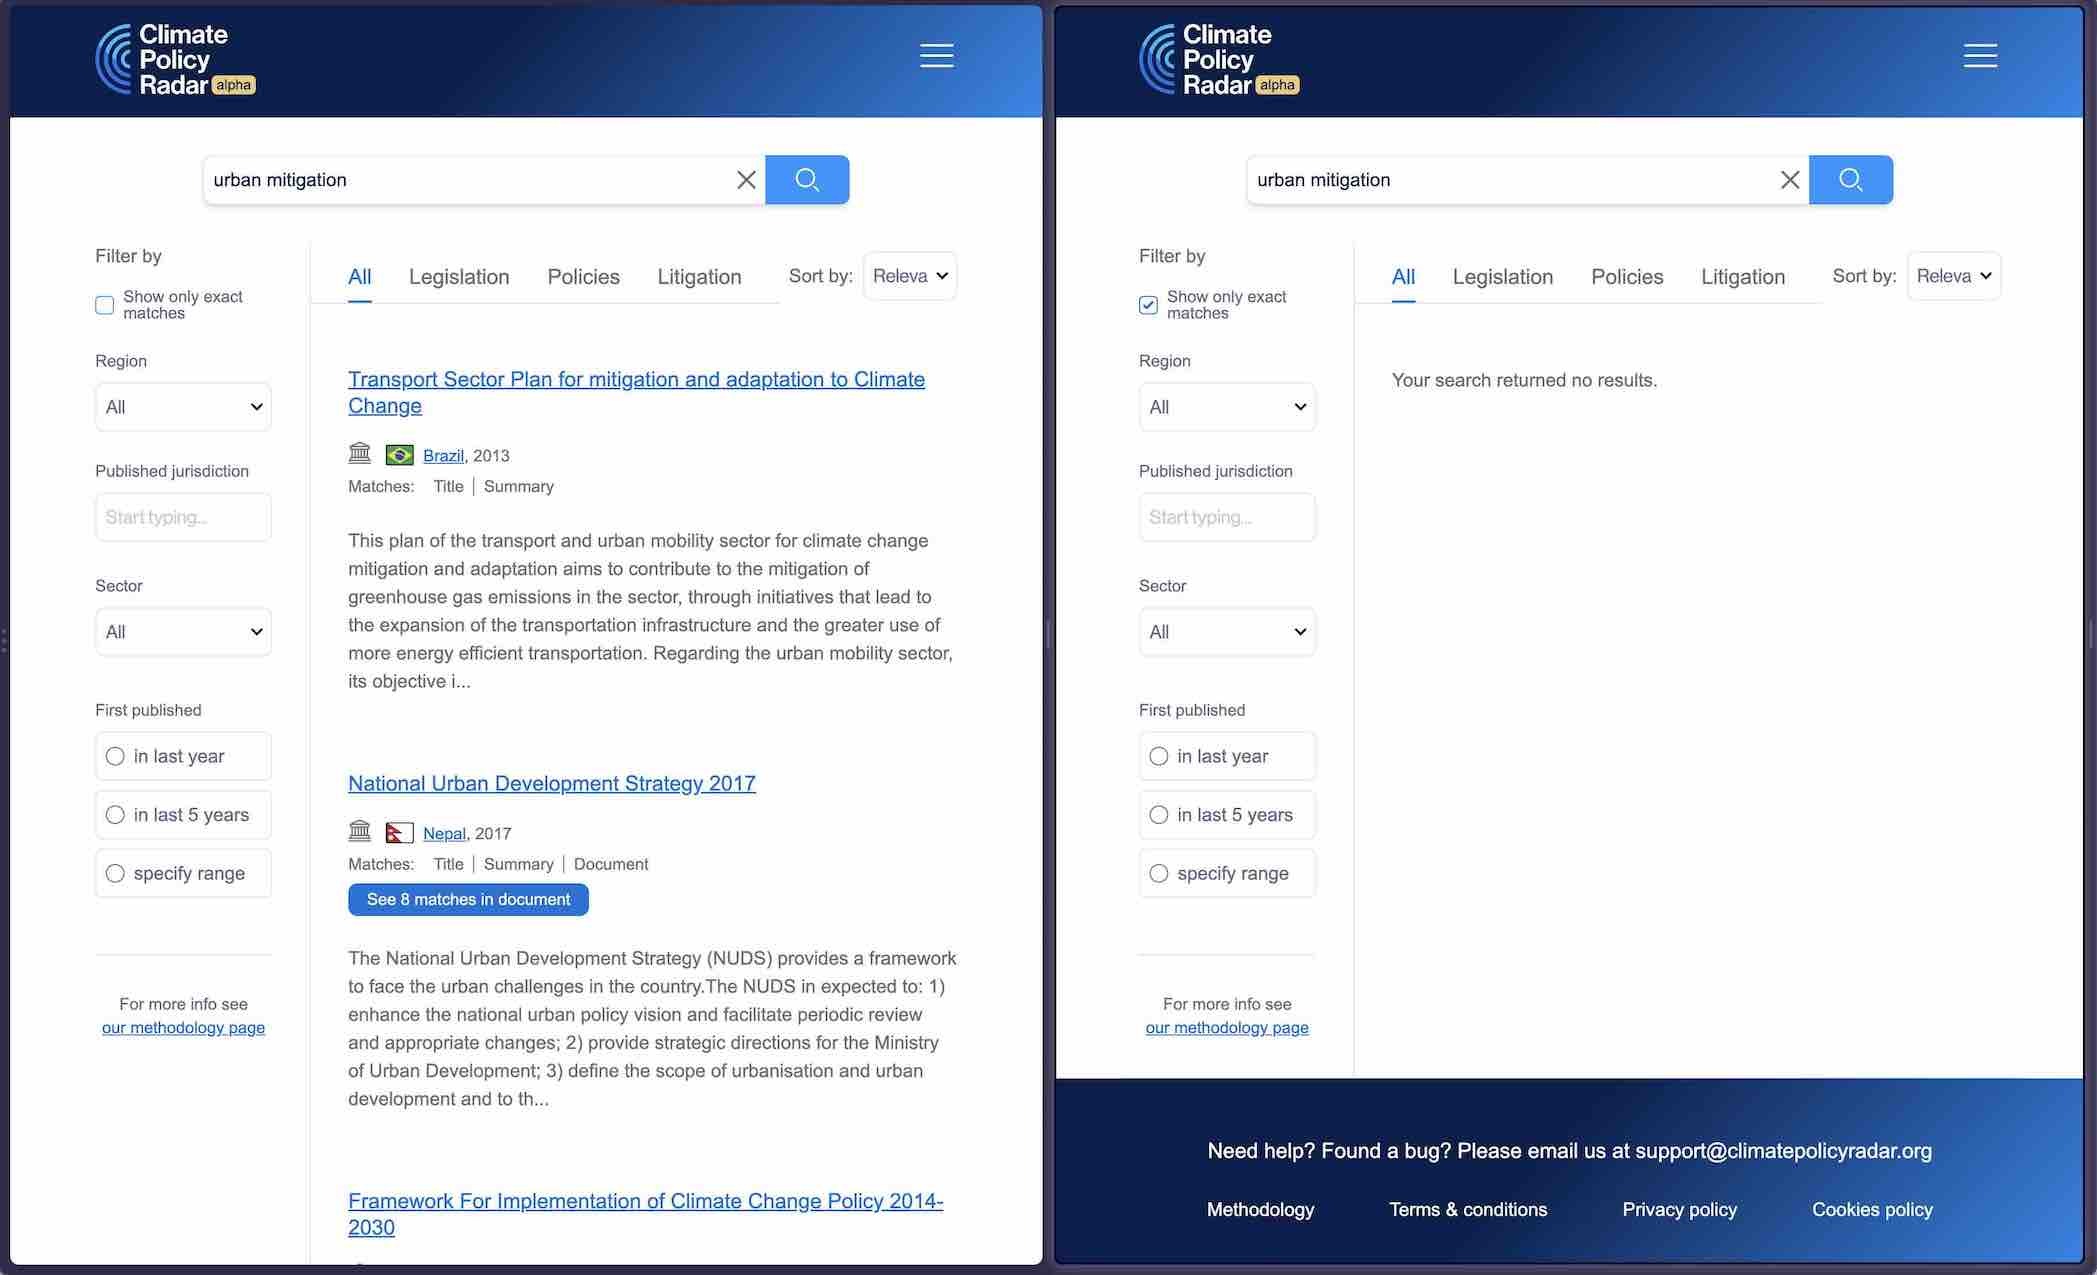 Climate
Policy
Radar alpha
urban mitigation
Filter by
Show only exact
matches
Region
All
Published jurisdiction
Start typing...
Sector
All
First published
in last year
in last 5 years
specify range
For more info see
our methodology page
All Legislation Policies Litigation Sort by: Releva
Transport Sector Plan for mitigation and adaptation to Climate
Change
Brazil, 2013
Matches: Title | Summary
This plan of the transport and urban mobility sector for climate change
mitigation and adaptation aims to contribute to the mitigation of
greenhouse gas emissions in the sector, through initiatives that lead to
the expansion of the transportation infrastructure and the greater use of
more energy efficient transportation. Regarding the urban mobility sector,
its objective i...
National Urban Development Strategy 2017
Nepal, 2017
Matches: Title | Summary | Document
See 8 matches in document
The National Urban Development Strategy (NUDS) provides a framework
to face the urban challenges in the country.The NUDS in expected to: 1)
enhance the national urban policy vision and facilitate periodic review
and appropriate changes; 2) provide strategic directions for the Ministry
of Urban Development; 3) define the scope of urbanisation and urban
development and to th...
Framework For Implementation of Climate Change Policy 2014-
2030
Climate
Policy
Radar alpha
urban mitigation
Filter by
Show only exact
matches
Region
All
Published jurisdiction
Start typing...
Sector
All
First published
in last year
in last 5 years
specify range
For more info see
our methodology page
All Legislation Policies Litigation Sort by: Releva
Your search returned no results.
Need help? Found a bug? Please email us at support@climatepolicyradar.org
Methodology Terms & conditions Privacy policy Cookies policy